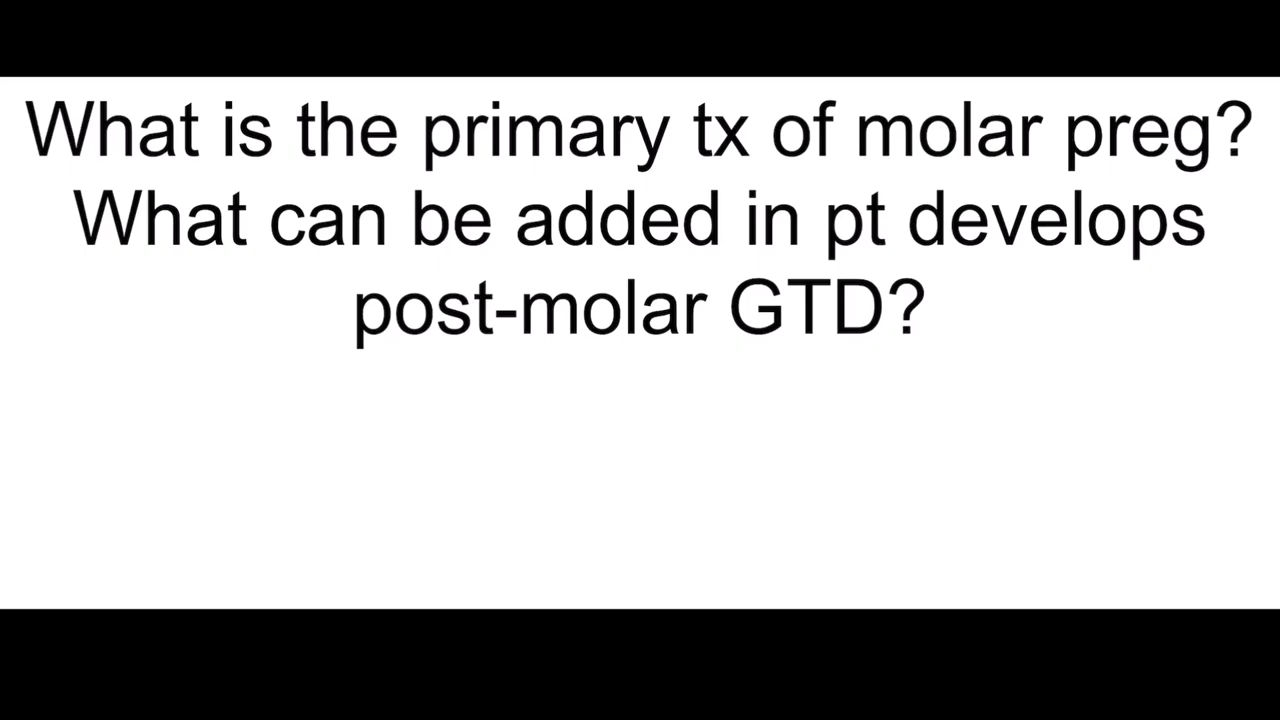 What is the primary tx of molar preg?
What can be added in pt develops
post-molar GTD?